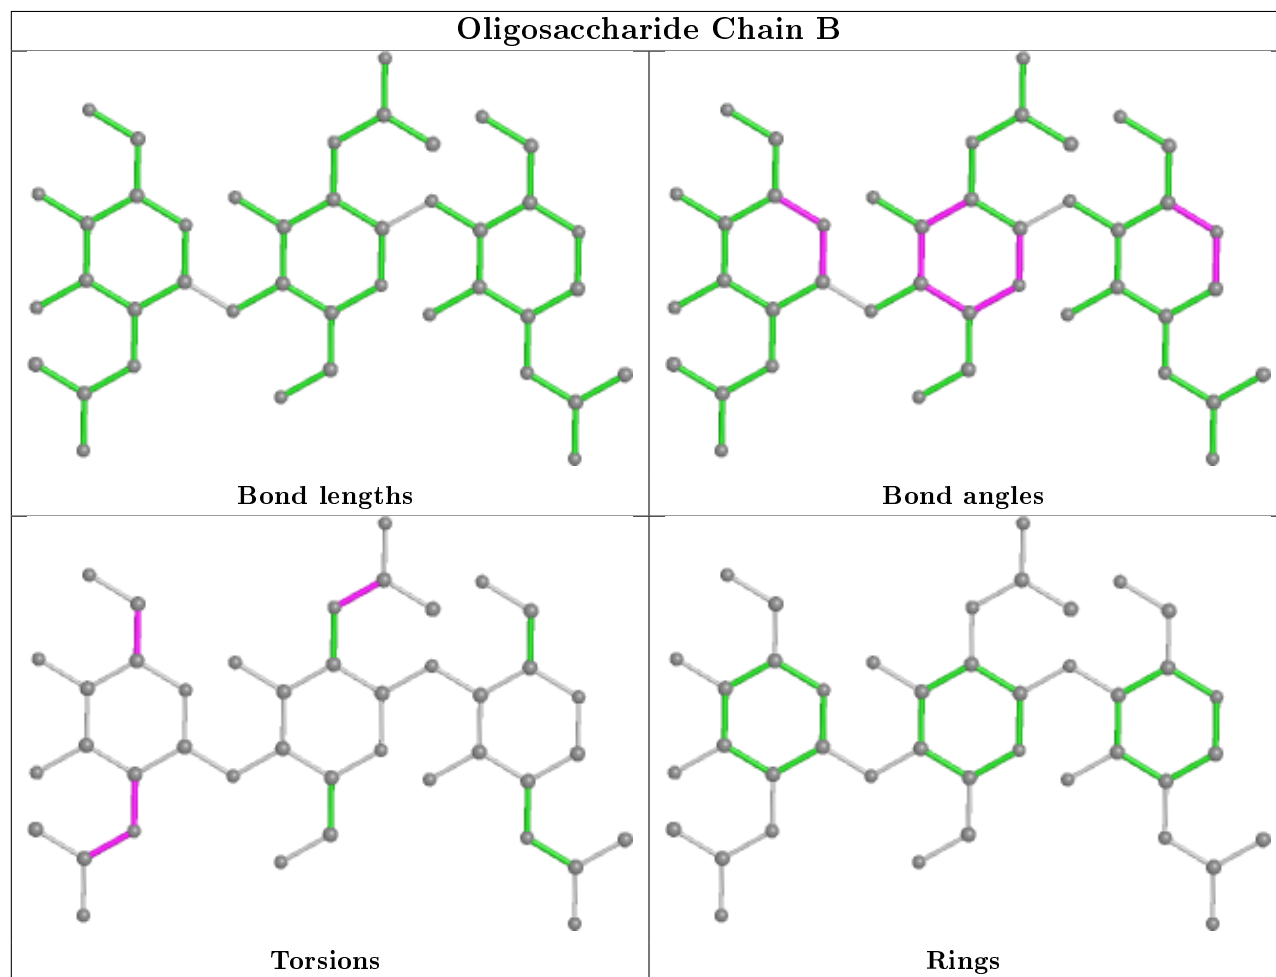 Oligosaccharide Chain B
Bond lengths
Bond angles
Torsions
Rings